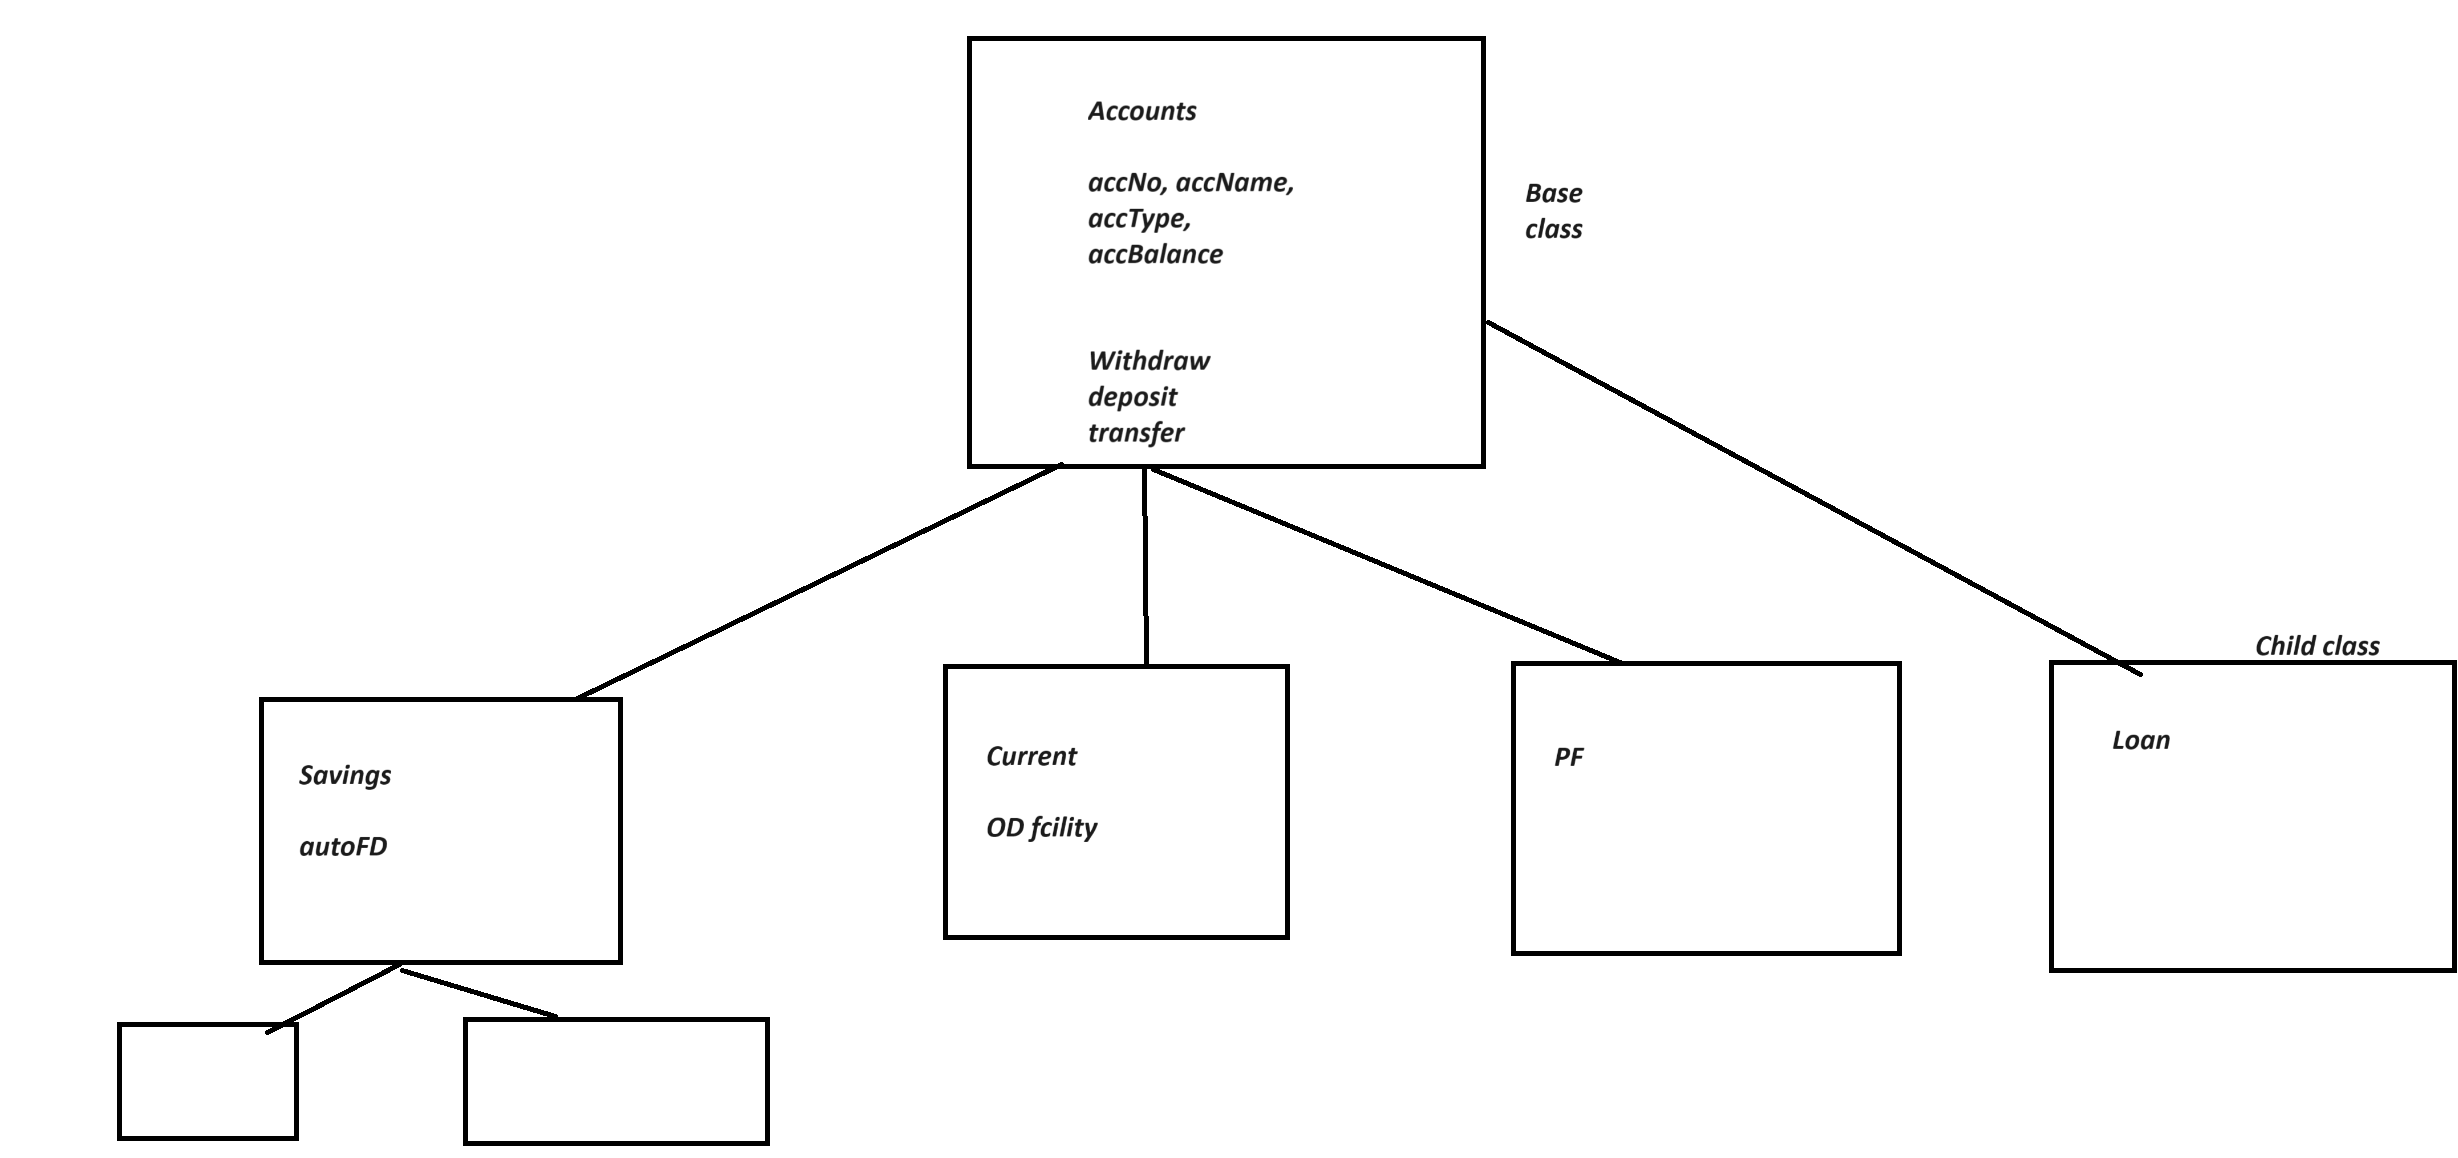 Accounts
accNo, accName,
accType,
accBalance
Withdraw
deposit
transfer
Base
class
Child class
Savings
autoFD
Current
OD fcility
PF
Loan